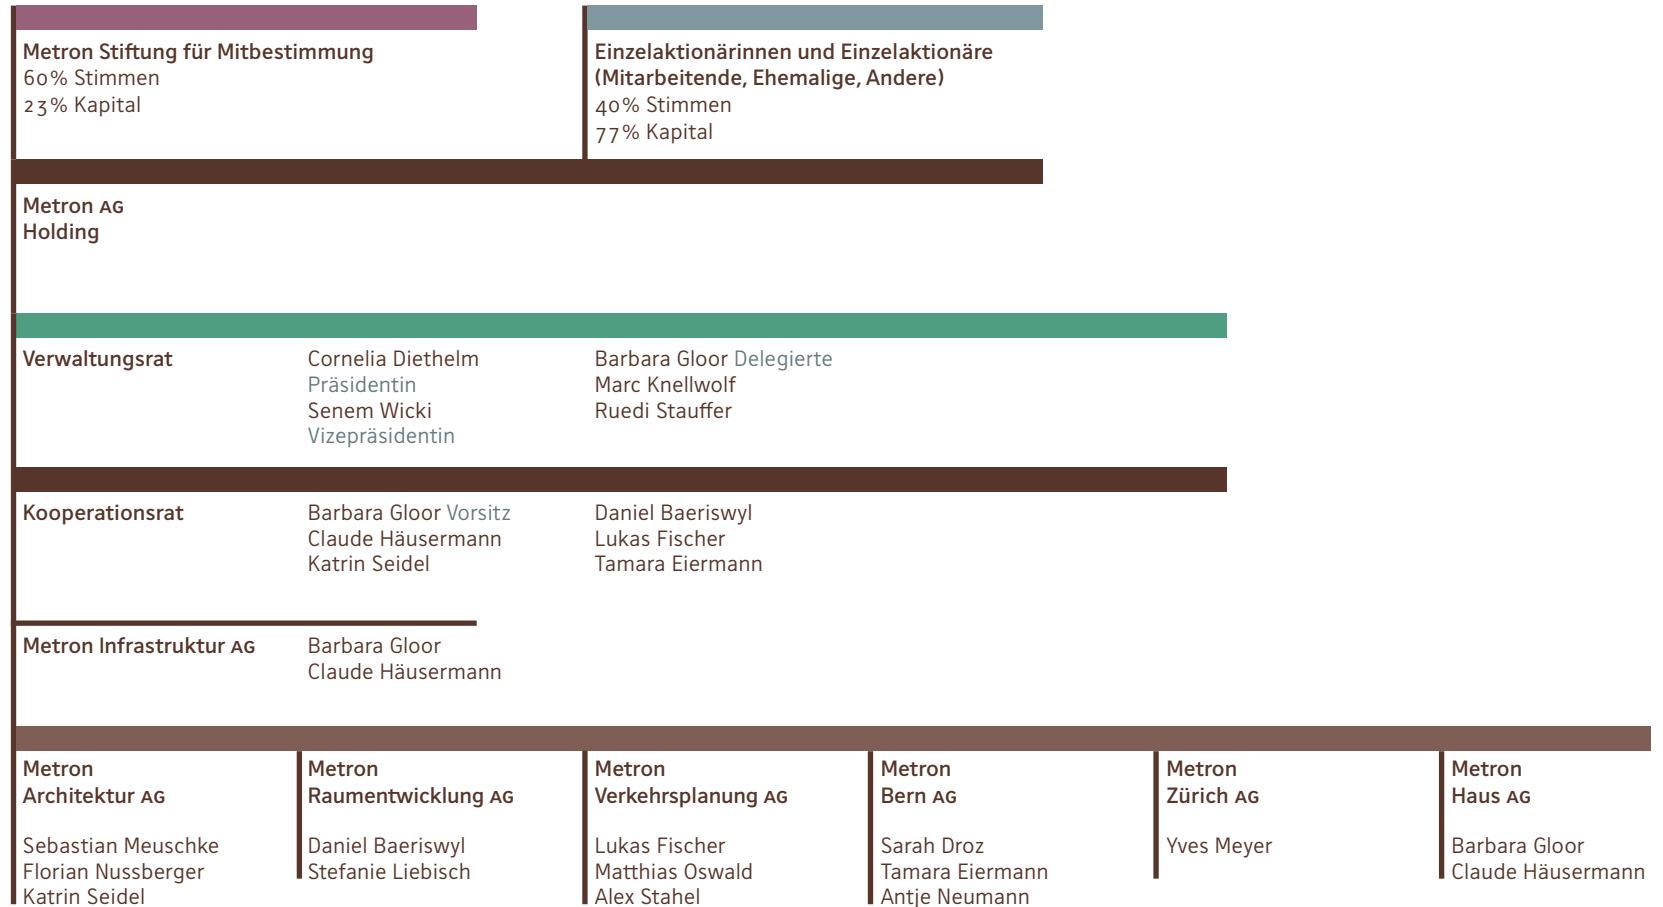 Metron Stiftung für Mitbestimmung
60% Stimmen
23% Kapital
Einzelaktionärinnen und Einzelaktionäre
(Mitarbeitende, Ehemalige, Andere)
40% Stimmen
77% Kapital
Metron AG
Holding
Verwaltungsrat
Cornelia Diethelm
Präsidentin
Senem Wicki
Vizepräsidentin
Barbara Gloor Delegierte
Marc Knellwolf
Ruedi Stauffer
Kooperationsrat
Barbara Gloor Vorsitz
Claude Häusermann
Katrin Seidel
Daniel Baeriswyl
Lukas Fischer
Tamara Eiermann
Metron Infrastruktur AG
Barbara Gloor
Claude Häusermann
Metron
Architektur AG
Sebastian Meuschke
Florian Nussberger
Katrin Seidel
Metron
Raumentwicklung AG
Daniel Baeriswyl
Stefanie Liebisch
Metron
Verkehrsplanung AG
Lukas Fischer
Matthias Oswald
Alex Stahel
Metron
Bern AG
Sarah Droz
Tamara Eiermann
Antje Neumann
Metron
Zürich AG
Yves Meyer
Metron
Haus AG
Barbara Gloor
Claude Häusermann